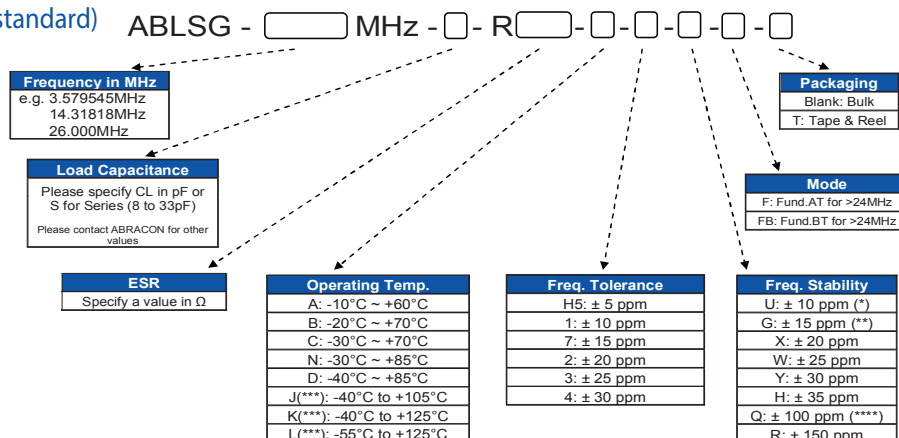 standard)
ABLSG - MHz - - R - - - - -
Frequency in MHz
e.g. 3.579545MHz
14.31818MHz
26.000MHz
Load Capacitance
Please specify CL in pF or
S for Series (8 to 33pF)
Please contact ABRACON for other
values
ESR
Specify a value in Ω
Operating Temp.
A: -10°C ~ +60°C
B: -20°C ~ +70°C
C: -30°C ~ +70°C
N: -30°C ~ +85°C
D: -40°C ~ +85°C
J(***): -40°C to +105°C
K(***): -40°C to +125°C
L(***): -55°C to +125°C
Freq. Tolerance
H5: ± 5 ppm
1: ± 10 ppm
7: ± 15 ppm
2: ± 20 ppm
3: ± 25 ppm
4: ± 30 ppm
Freq. Stability
U: ± 10 ppm (*)
G: ± 15 ppm (**)
X: ± 20 ppm
W: ± 25 ppm
Y: ± 30 ppm
H: ± 35 ppm
Q: ± 100 ppm (****)
R: ± 150 ppm
Mode
F: Fund.AT for >24MHz
FB: Fund.BT for >24MHz
Packaging
Blank: Bulk
T: Tape & Reel